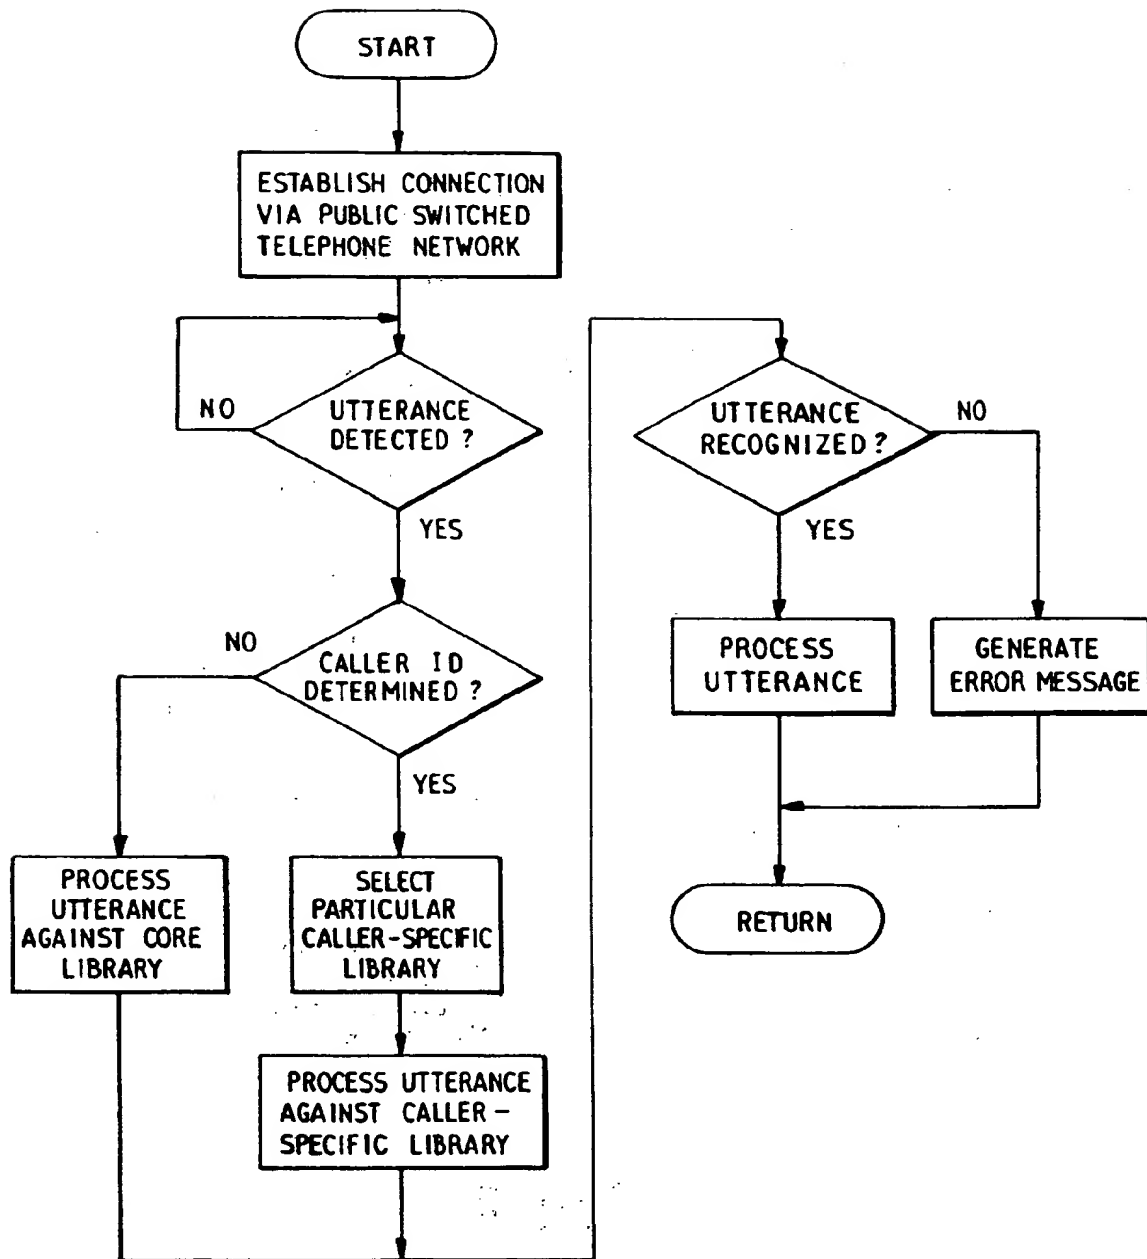 START
ESTABLISH CONNECTION
VIA PUBLIC SWITCHED
TELEPHONE NETWORK
NO
UTTERANCE
DETECTED ?
YES
NO
CALLER ID
DETERMINED ?
YES
PROCESS
UTTERANCE
AGAINST CORE
LIBRARY
SELECT
PARTICULAR
CALLER-SPECIFIC
LIBRARY
PROCESS UTTERANCE
AGAINST CALLER-
SPECIFIC LIBRARY
UTTERANCE
RECOGNIZED ?
NO
YES
PROCESS
UTTERANCE
GENERATE
ERROR MESSAGE
RETURN